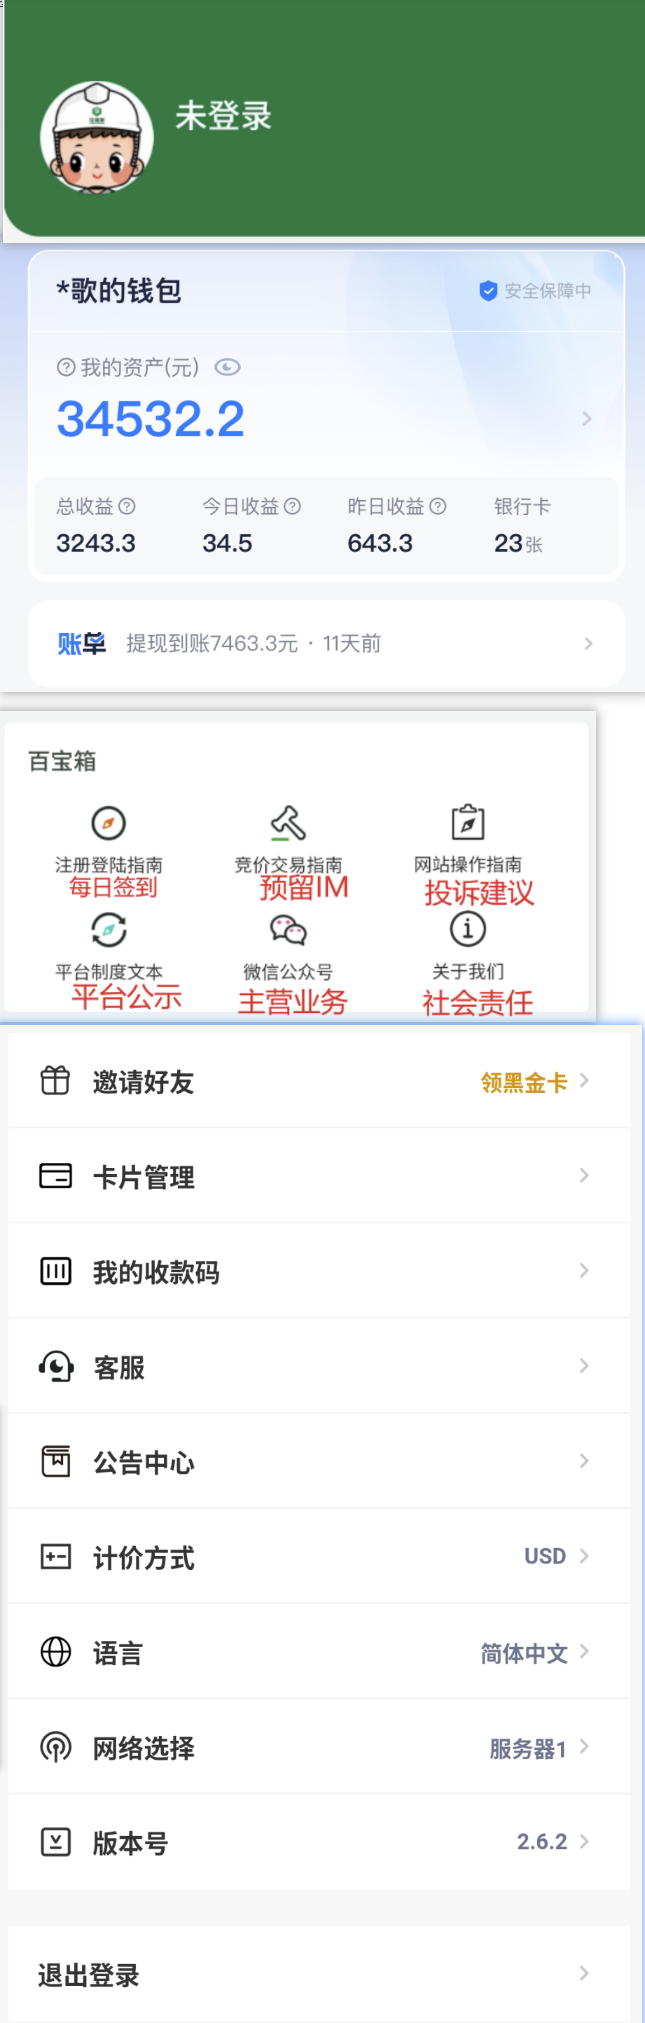 未登录
*歌的钱包 安全保障中
我的资产(元)
34532.2
总收益 今日收益 昨日收益 银行卡
3243.3 34.5 643.3 23张
账单 提现到账7463.3元 · 11天前
百宝箱
注册登陆指南 竞价交易指南 网站操作指南
每日签到 预留IM 投诉建议
平台制度文本 微信公众号 关于我们
平台公示 主营业务 社会责任
邀请好友 领黑金卡
卡片管理
我的收款码
客服
公告中心
计价方式 USD
语言 简体中文
网络选择 服务器1
版本号 2.6.2
退出登录